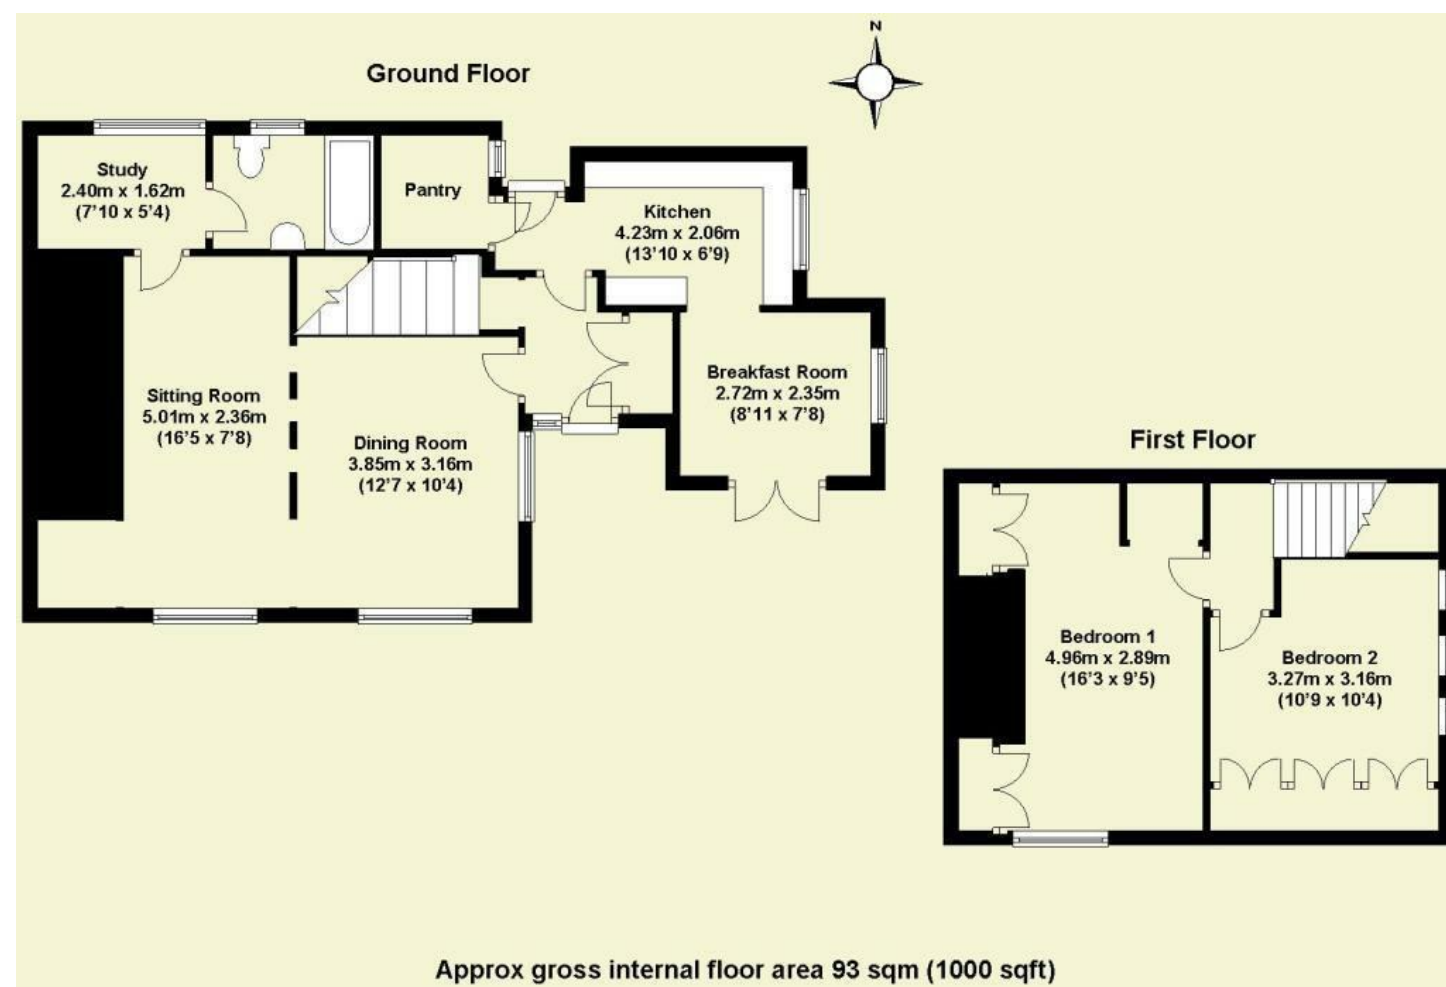 N
Ground Floor
Study
2.40m x 1.62m
(7'10 x 5'4)
Pantry
Kitchen
4.23m x 2.06m
(13'10 x 6'9)
Sitting Room
5.01m x 2.36m
(16'5 x 7'8)
Dining Room
3.85m x 3.16m
(12'7 x 10'4)
Breakfast Room
2.72m x 2.35m
(8'11 x 7'8)
First Floor
Bedroom 1
4.96m x 2.89m
(16'3 x 9'5)
Bedroom 2
3.27m x 3.16m
(10'9 x 10'4)
Approx gross internal floor area 93 sqm (1000 sqft)